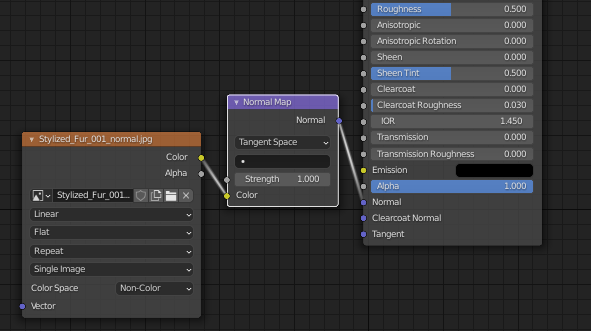 Stylized_Fur_001_normal.jpg
Color
Alpha
Stylized_Fur_001...
Linear
Flat
Repeat
Single Image
Color Space Non-Color
Vector
Normal Map
Normal
Tangent Space
Strength 1.000
Color
Roughness 0.500
Anisotropic 0.000
Anisotropic Rotation 0.000
Sheen 0.000
Sheen Tint 0.500
Clearcoat 0.000
Clearcoat Roughness 0.030
IOR 1.450
Transmission 0.000
Transmission Roughness 0.000
Emission
Alpha 1.000
Normal
Clearcoat Normal
Tangent